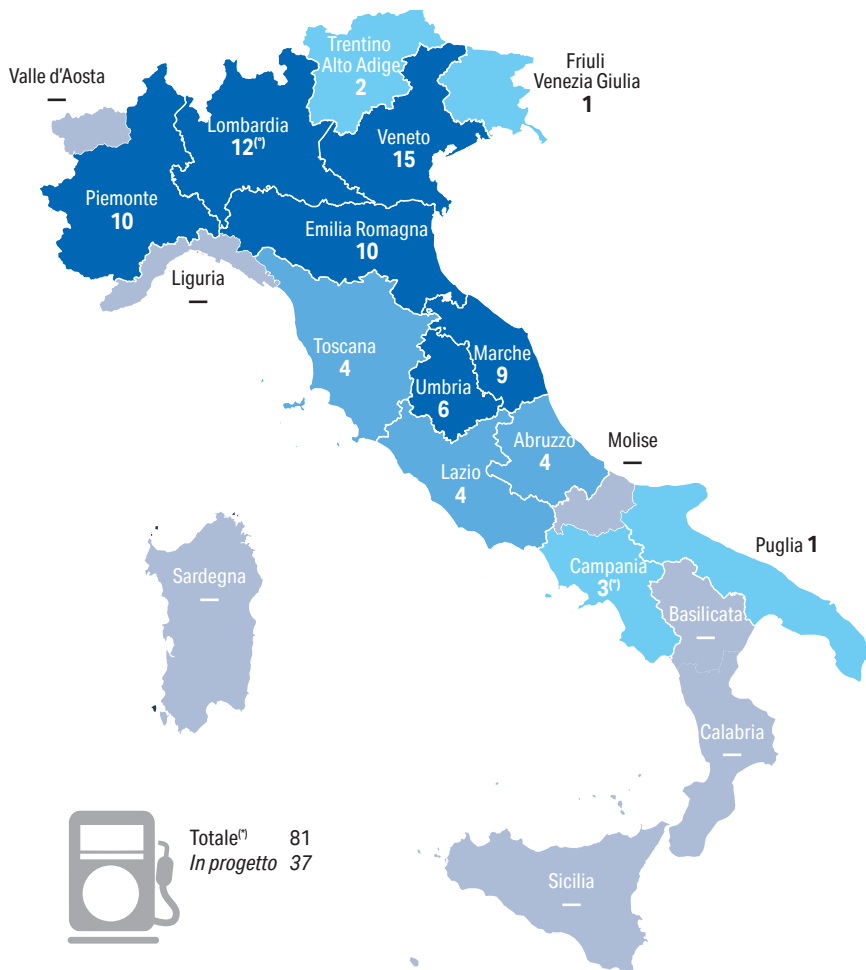 Trentino
Alto Adige
2
Friuli
Venezia Giulia
1
Valle d'Aosta
—
Lombardia
12(*)
Veneto
15
Piemonte
10
Emilia Romagna
10
Liguria
—
Toscana
4
Marche
9
Umbria
6
Abruzzo
4
Molise
—
Lazio
4
Puglia 1
Campania
3(*)
Sardegna
—
Basilicata
—
Calabria
—
Totale(*) 81
In progetto 37
Sicilia
—